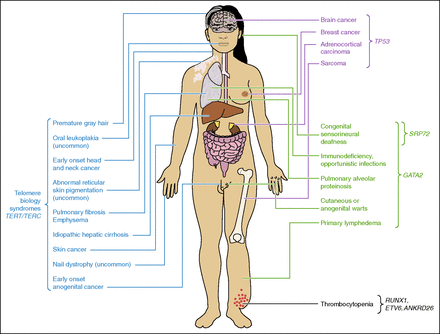 Brain cancer
Breast cancer
Adrenocortical
carcinoma
Sarcoma
TP53
Premature gray hair
Oral leukoplakia
(uncommon)
Early onset head
and neck cancer
Abnormal reticular
skin pigmentation
(uncommon)
Pulmonary fibrosis
Emphysema
Idiopathic hepatic cirrhosis
Skin cancer
Nail dystrophy (uncommon)
Early onset
anogenital cancer
Telomere
biology
syndromes
TERT/TERC
Congenital
sensorineural
deafness
SRP72
Immunodeficiency,
opportunistic infections
Pulmonary alveolar
proteinosis
Cutaneous or
anogenital warts
Primary lymphedema
GATA2
Thrombocytopenia
RUNX1,
ETV6,ANKRD26